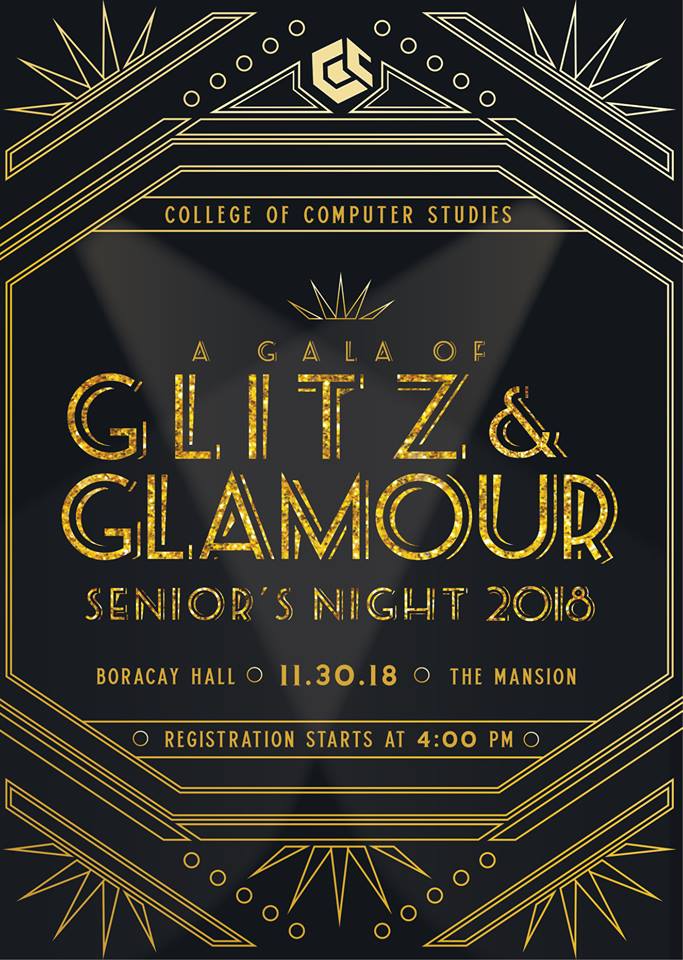 CCS
COLLEGE OF COMPUTER STUDIES
A GALA OF
GLITZ &
GLAMOUR
SENIOR'S NIGHT 2018
BORACAY HALL ○ 11.30.18 ○ THE MANSION
○ REGISTRATION STARTS AT 4:00 PM ○